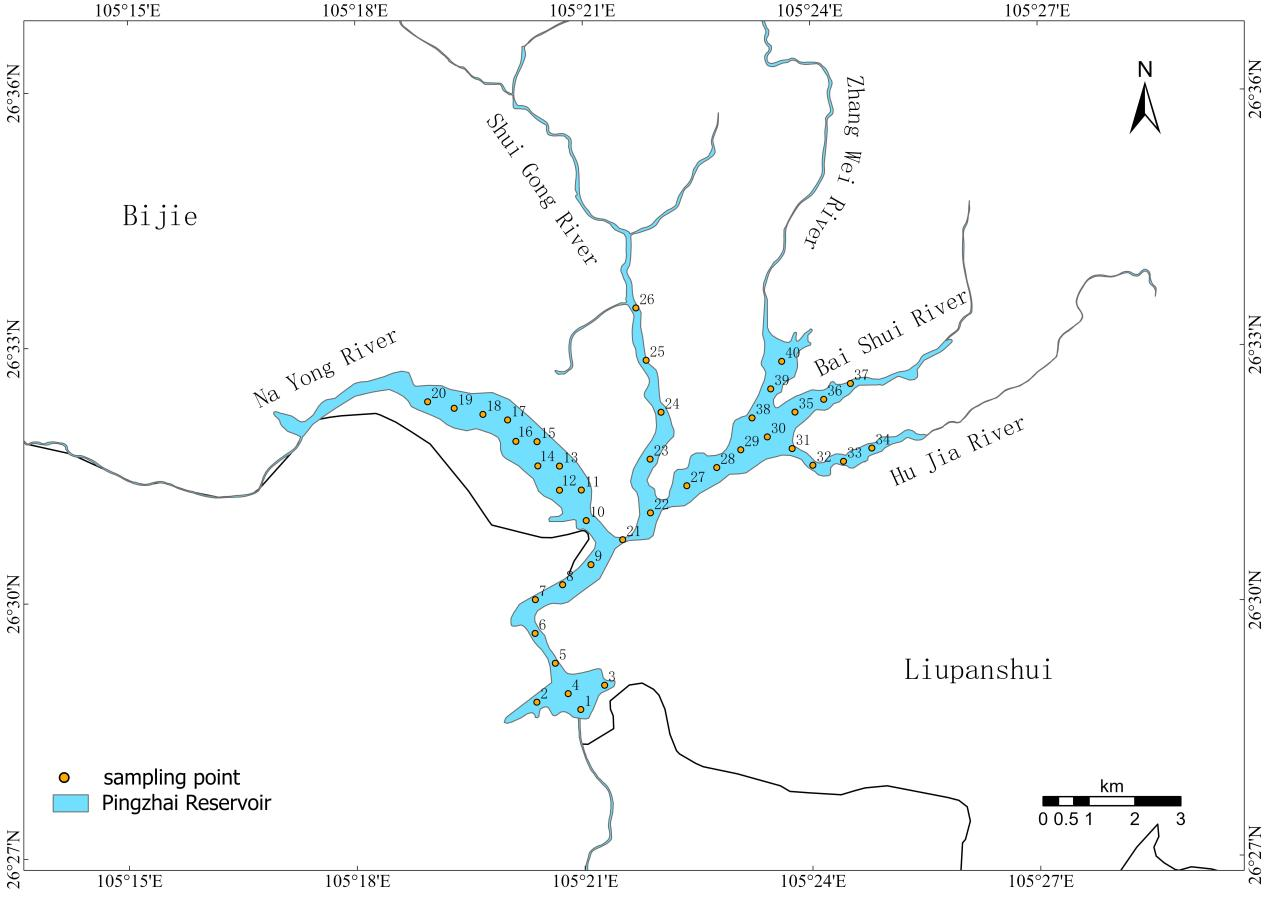 105°15'E
105°18'E
105°21'E
105°24'E
105°27'E
26°36'N
26°36'N
N
Zhang Wei River
Shui Gong River
Bijie
26
Bai Shui River
Na Yong River
26°33'N
26°33'N
25
40
39
37
36
20
19
18
17
24
38
35
16
15
30
Hu Jia River
23
29
31
34
14
13
28
32
33
12
11
27
10
22
21
9
8
7
26°30'N
26°30'N
6
5
Liupanshui
3
4
2
1
sampling point
Pingzhai Reservoir
km
0 0.5 1 2 3
26°27'N
26°27'N
105°15'E
105°18'E
105°21'E
105°24'E
105°27'E